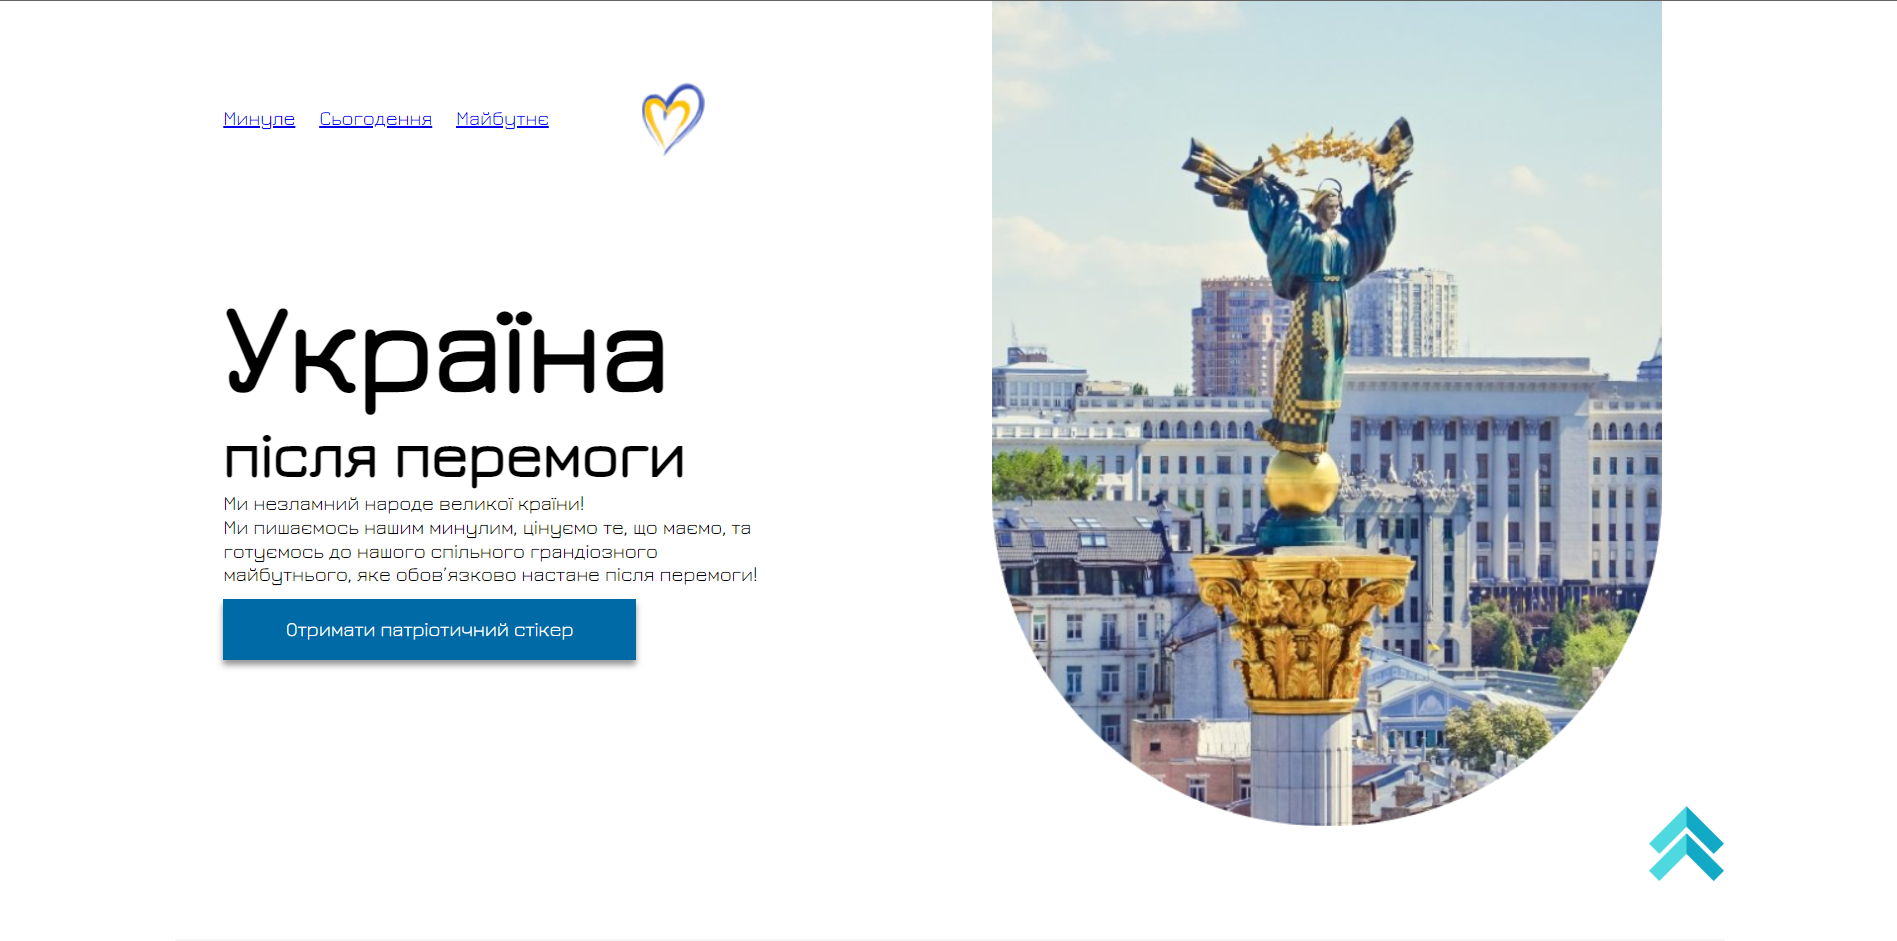 Минуле Сьогодення Майбутнє
Україна
після перемоги
Ми незламний народе великої країни!
Ми пишаємось нашим минулим, цінуємо те, що маємо, та
готуємось до нашого спільного грандіозного
майбутнього, яке обов’язково настане після перемоги!
Отримати патріотичний стікер